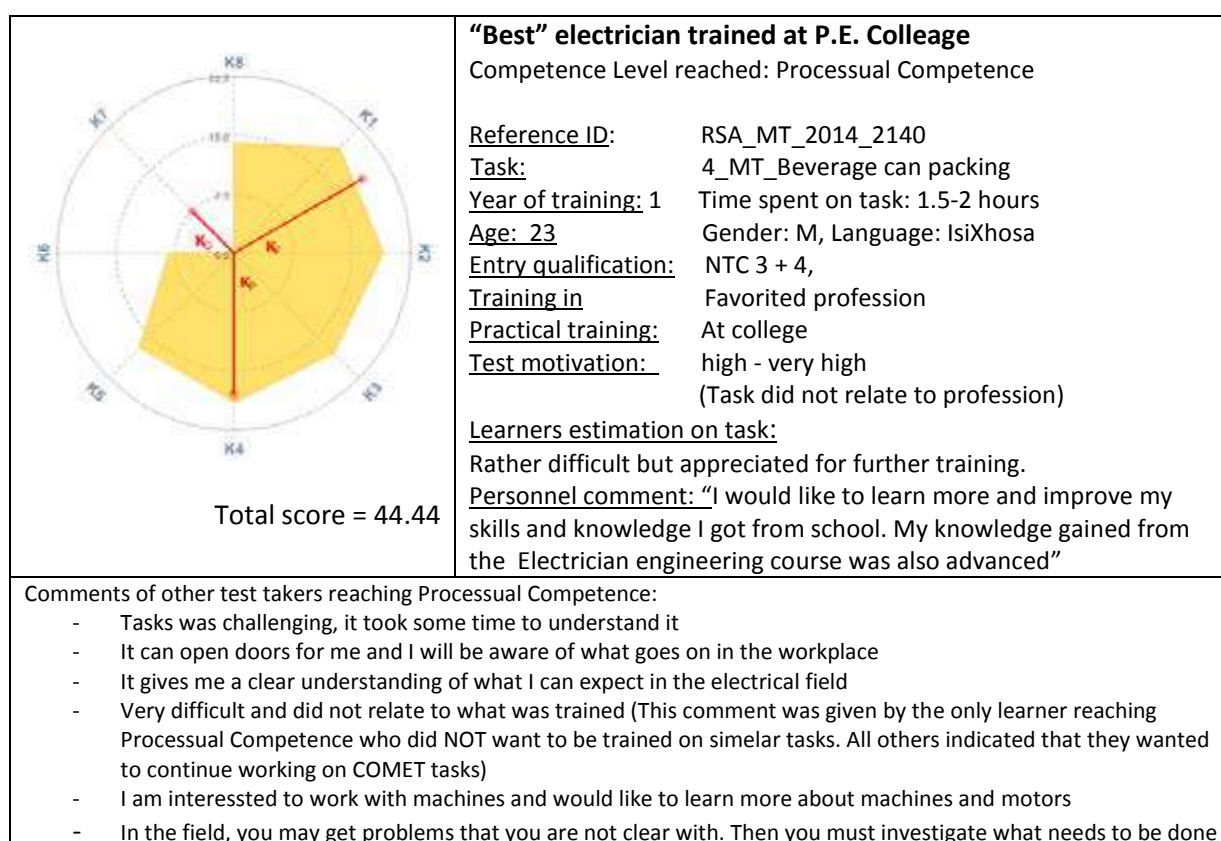 “Best” electrician trained at P.E. Colleage
Competence Level reached: Processual Competence
Reference ID: RSA_MT_2014_2140
Task: 4_MT_Beverage can packing
Year of training: 1 Time spent on task: 1.5-2 hours
Age: 23 Gender: M, Language: IsiXhosa
Entry qualification: NTC 3 + 4,
Training in Favorited profession
Practical training: At college
Test motivation: high - very high
(Task did not relate to profession)
Learners estimation on task:
Rather difficult but appreciated for further training.
Personnel comment: “I would like to learn more and improve my
skills and knowledge I got from school. My knowledge gained from
the Electrician engineering course was also advanced”
K8
K1
K2
K3
K4
K5
K6
K7
Total score = 44.44
Comments of other test takers reaching Processual Competence:
- Tasks was challenging, it took some time to understand it
- It can open doors for me and I will be aware of what goes on in the workplace
- It gives me a clear understanding of what I can expect in the electrical field
- Very difficult and did not relate to what was trained (This comment was given by the only learner reaching
Processual Competence who did NOT want to be trained on simelar tasks. All others indicated that they wanted
to continue working on COMET tasks)
- I am interessted to work with machines and would like to learn more about machines and motors
- In the field, you may get problems that you are not clear with. Then you must investigate what needs to be done